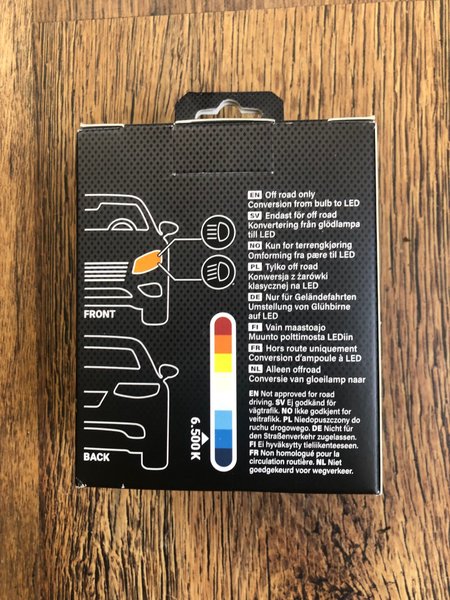 EN Off road only
Conversion from bulb to LED
SV Endast för off road
Konvertering från glödlampa
till LED
NO Kun for terrengkjøring
Omforming fra pære til LED
PL Tylko off road
Konwersja z żarówki
klasycznej na LED
DE Nur für Geländefahrten
Umstellung von Glühbirne
auf LED
FI Vain maastoajo
Muunto polttimosta LEDiin
FR Hors route uniquement
Conversion d'ampoule à LED
NL Alleen offroad
Conversie van gloeilamp naar
EN Not approved for road
driving. SV Ej godkänd för
vägtrafik. NO Ikke godkjent for
veitrafikk. PL Niedopuszczony do
ruchu drogowego. DE Nicht für
den Straßenverkehr zugelassen.
FI Ei hyväksytty tieliikenteeseen.
FR Non homologué pour la
circulation routière. NL Niet
goedgekeurd voor wegverkeer.
FRONT
BACK
6.500K